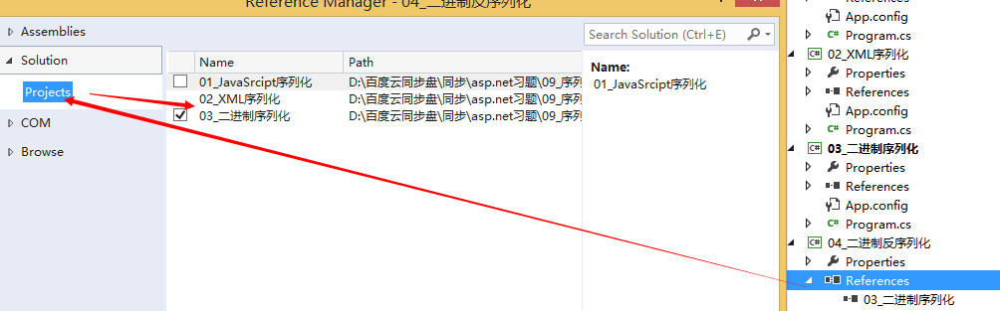 Reference Manager - 04_二进制反序列化
Assemblies
Solution
Projects
COM
Browse
Search Solution (Ctrl+E)
Name
Path
01_JavaSrcipt序列化
D:\百度云同步盘\同步\asp.net习题\09_序列
02_XML序列化
D:\百度云同步盘\同步\asp.net习题\09_序列
03_二进制序列化
D:\百度云同步盘\同步\asp.net习题\09_序列
Name:
01_JavaSrcipt序列化
References
App.config
Program.cs
02_XML序列化
Properties
References
App.config
Program.cs
03_二进制序列化
Properties
References
App.config
Program.cs
04_二进制反序列化
Properties
References
03_二进制序列化